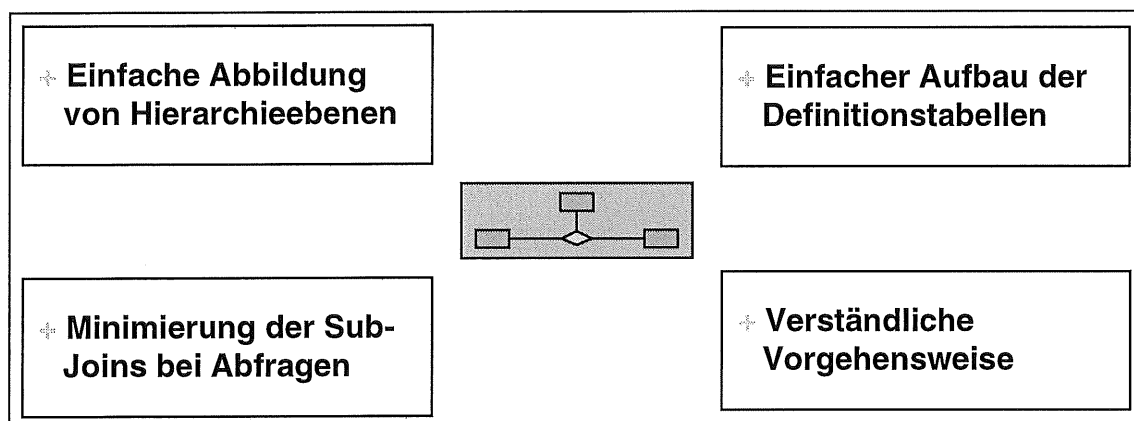 + Einfache Abbildung
von Hierarchieebenen
+ Einfacher Aufbau der
Definitionstabellen
+ Minimierung der Sub-
Joins bei Abfragen
+ Verständliche
Vorgehensweise